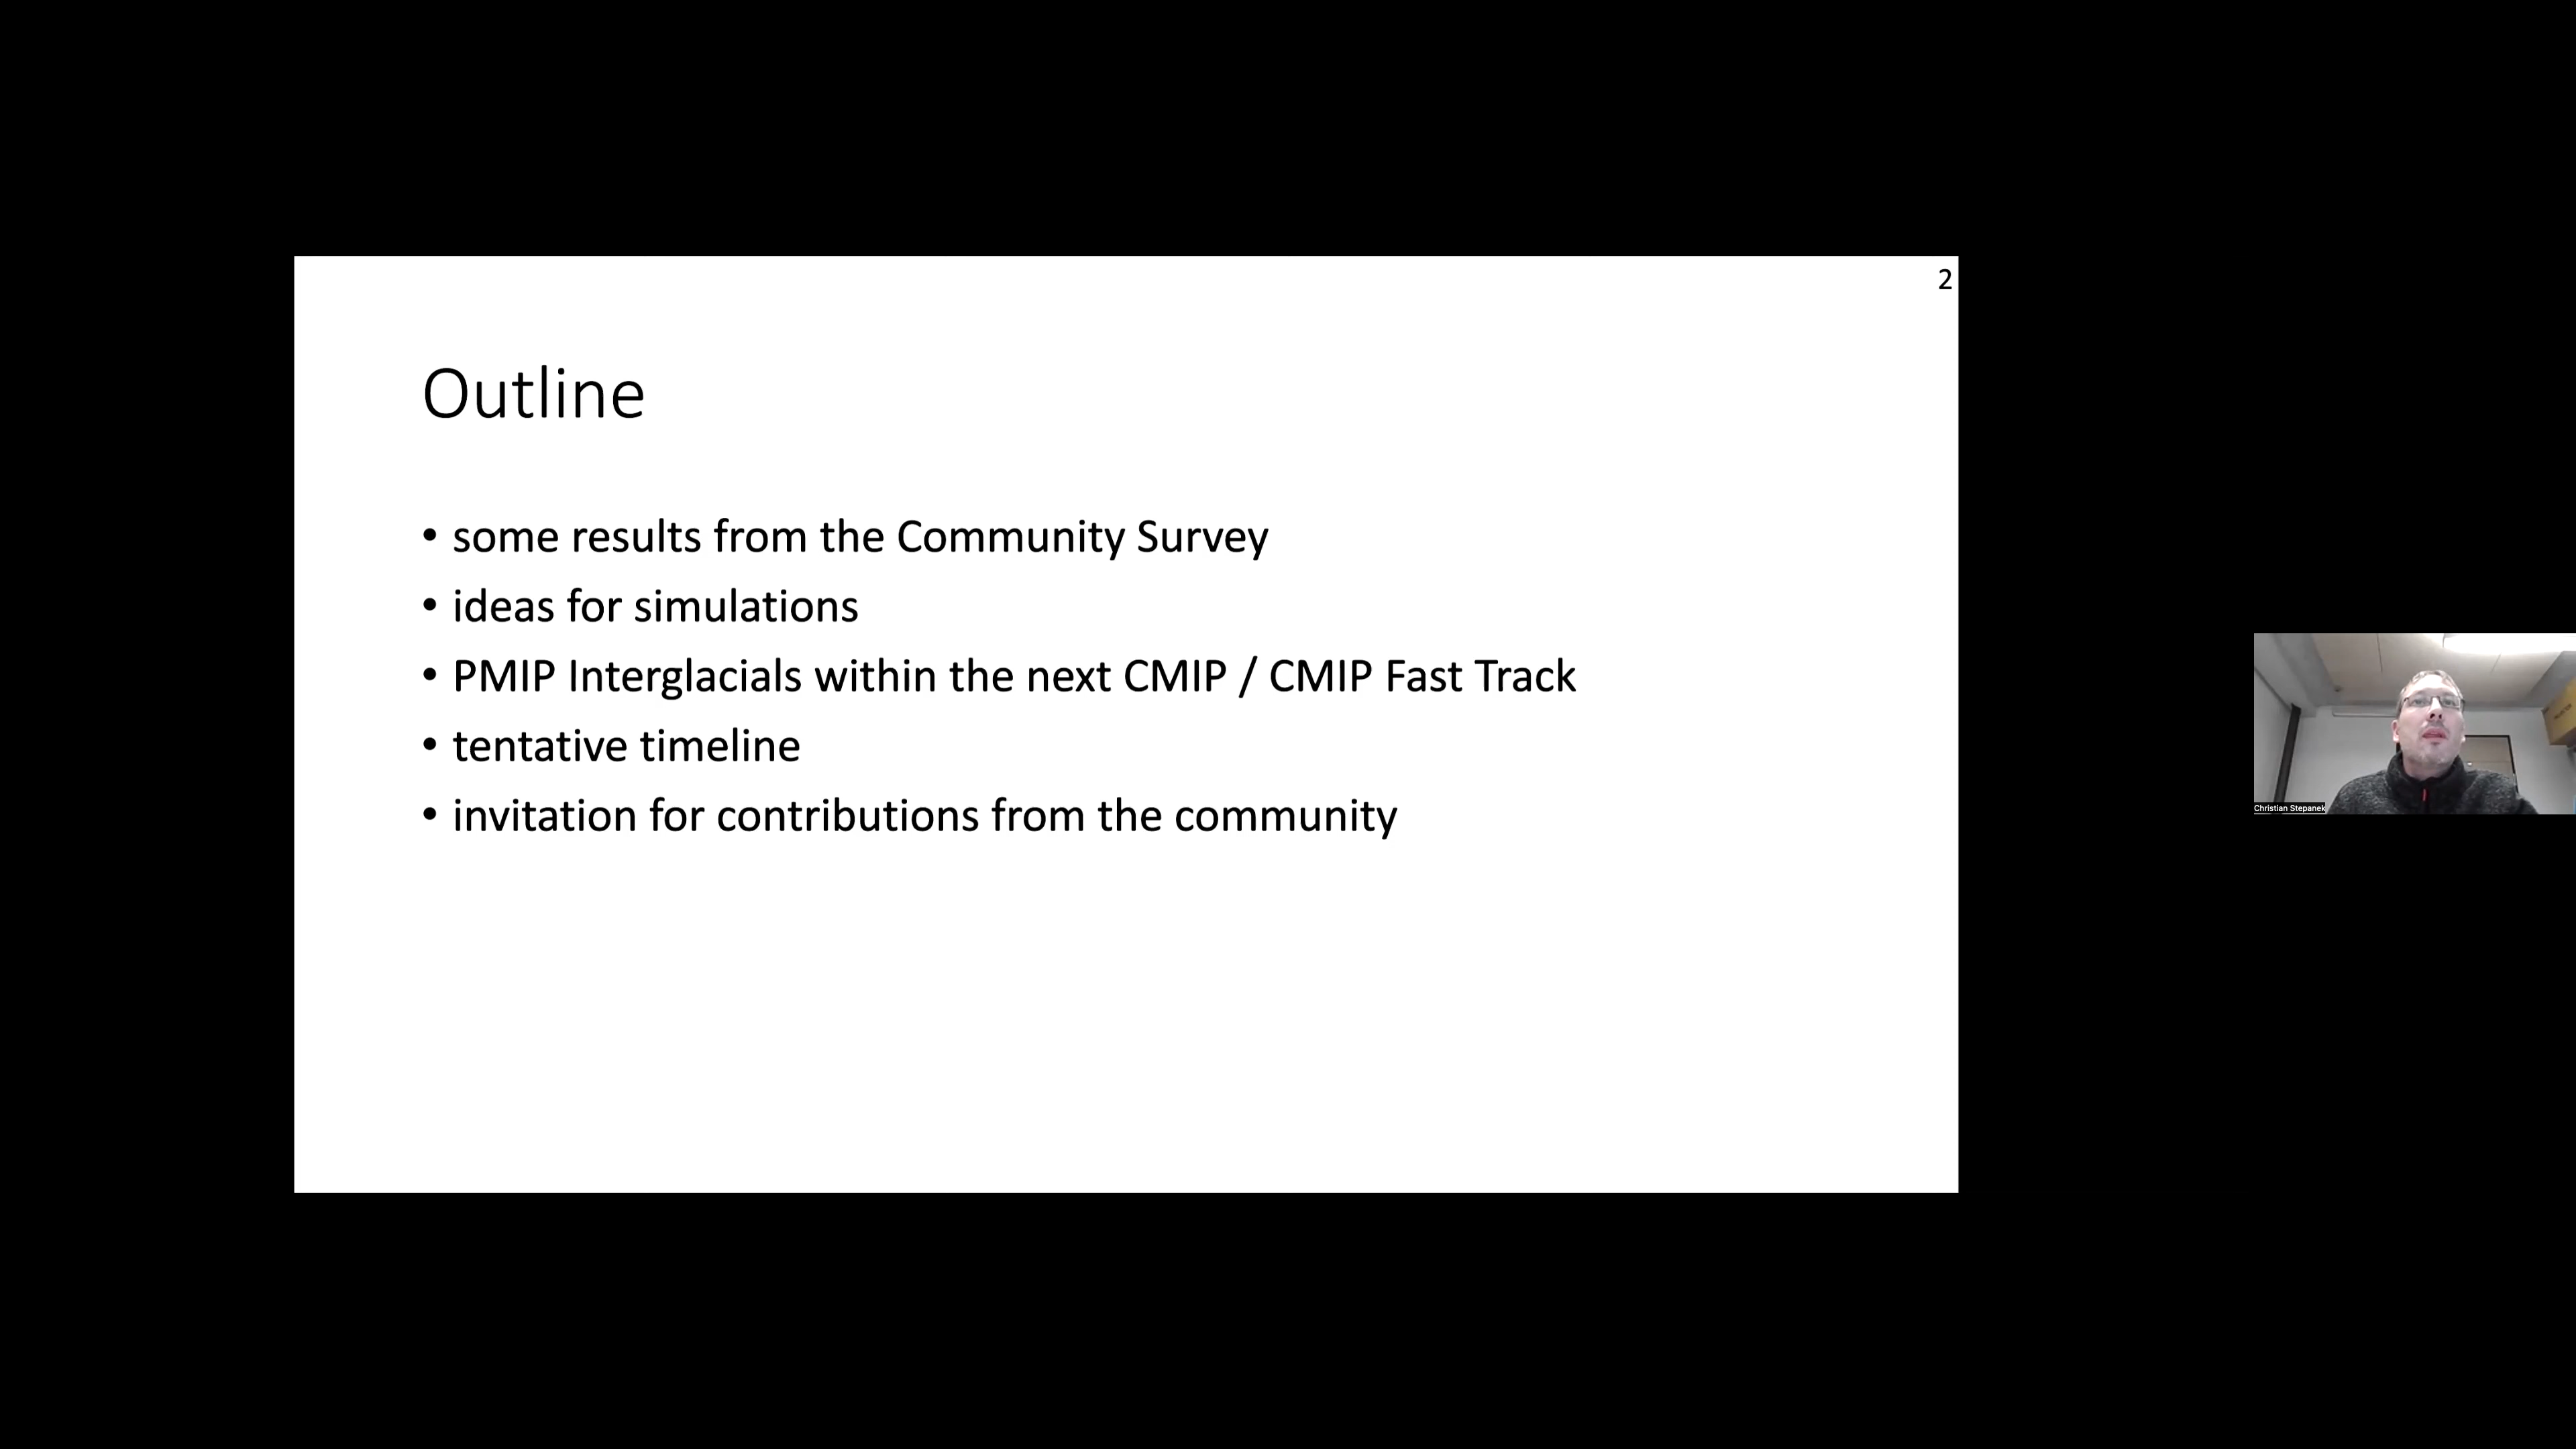 2
Outline
• some results from the Community Survey
• ideas for simulations
• PMIP Interglacials within the next CMIP / CMIP Fast Track
• tentative timeline
• invitation for contributions from the community
Christian Stepanek